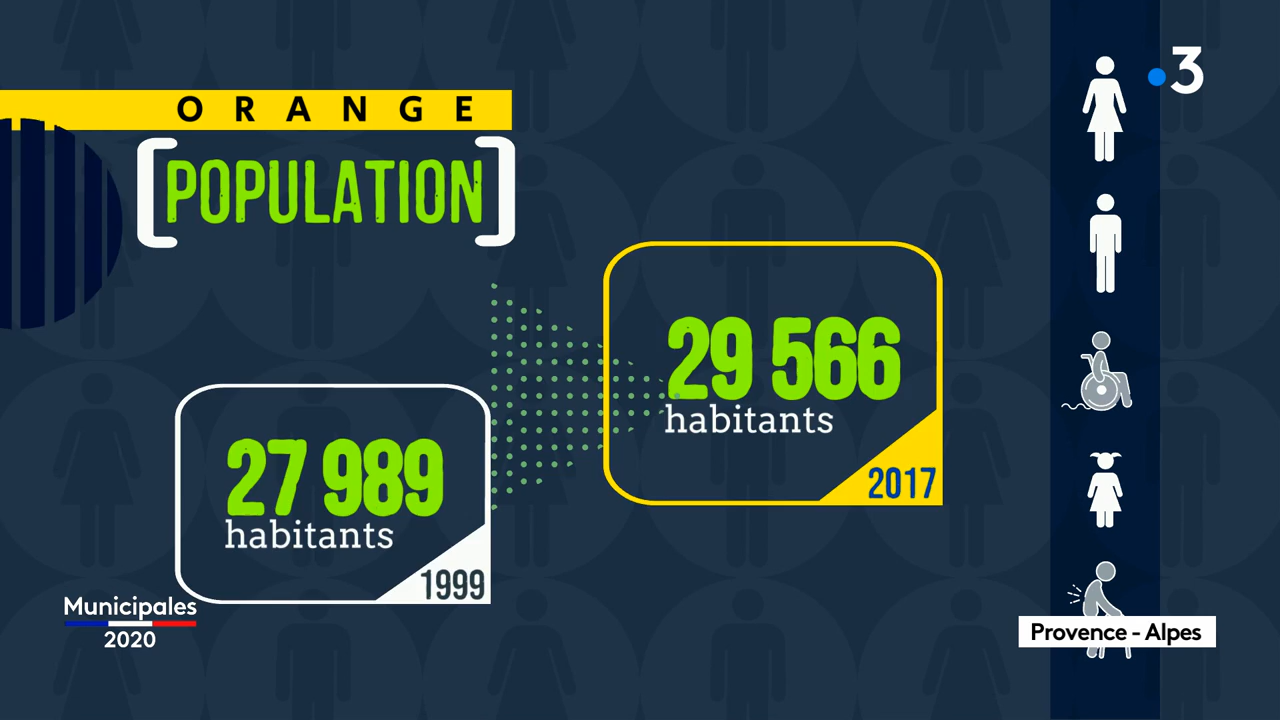 ORANGE
POPULATION
3
29 566
habitants
2017
27 989
habitants
1999
Municipales
2020
Provence - Alpes